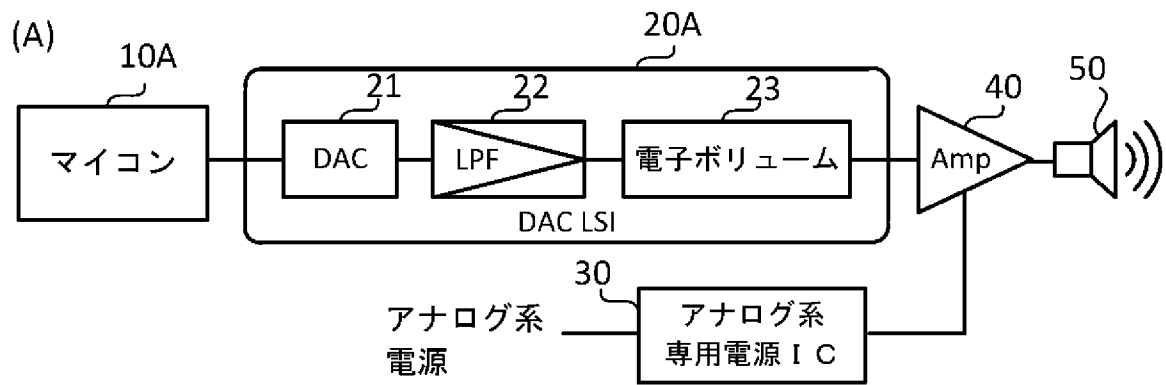 (A)
20A
10A
21
22
23
40
50
マイコン
DAC
LPF
電子ボリューム
Amp
DAC LSI
30
アナログ系
電源
アナログ系
専用電源ＩＣ